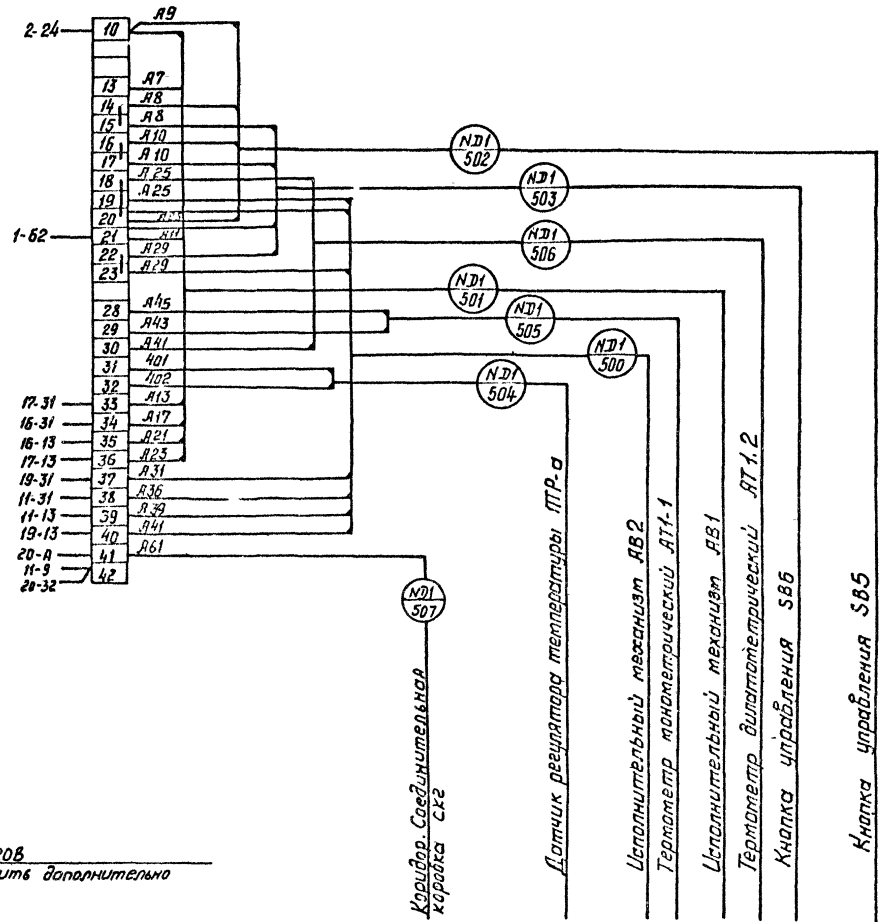 А9
2-24 10
13 А7
14 А8
15 А8
16 А10
17 А10
18 А25
19 А25
20
1-62 21 А11
22 А29
23 А29
28 А45
29 А43
30 А41
31 401
32 402
17-31 33 А13
16-31 34 А17
16-13 35 А21
17-13 36 А23
19-31 37 А31
11-31 38 А36
11-13 39 А39
19-13 40 А41
20-А 41 А61
11-9 42
20-32
ND1 502
ND1 503
ND1 506
ND1 501
ND1 505
ND1 500
ND1 504
ND1 507
Коридор. Соединительная
коробка СК2
Датчик регулятора температуры ПТР-а
Исполнительный механизм АВ2
Термометр манометрический АТ1-1
Исполнительный механизм АВ1
Термометр дилатометрический АТ1.2
Кнопка управления SB6
Кнопка управления SB5
ров
ить дополнительно